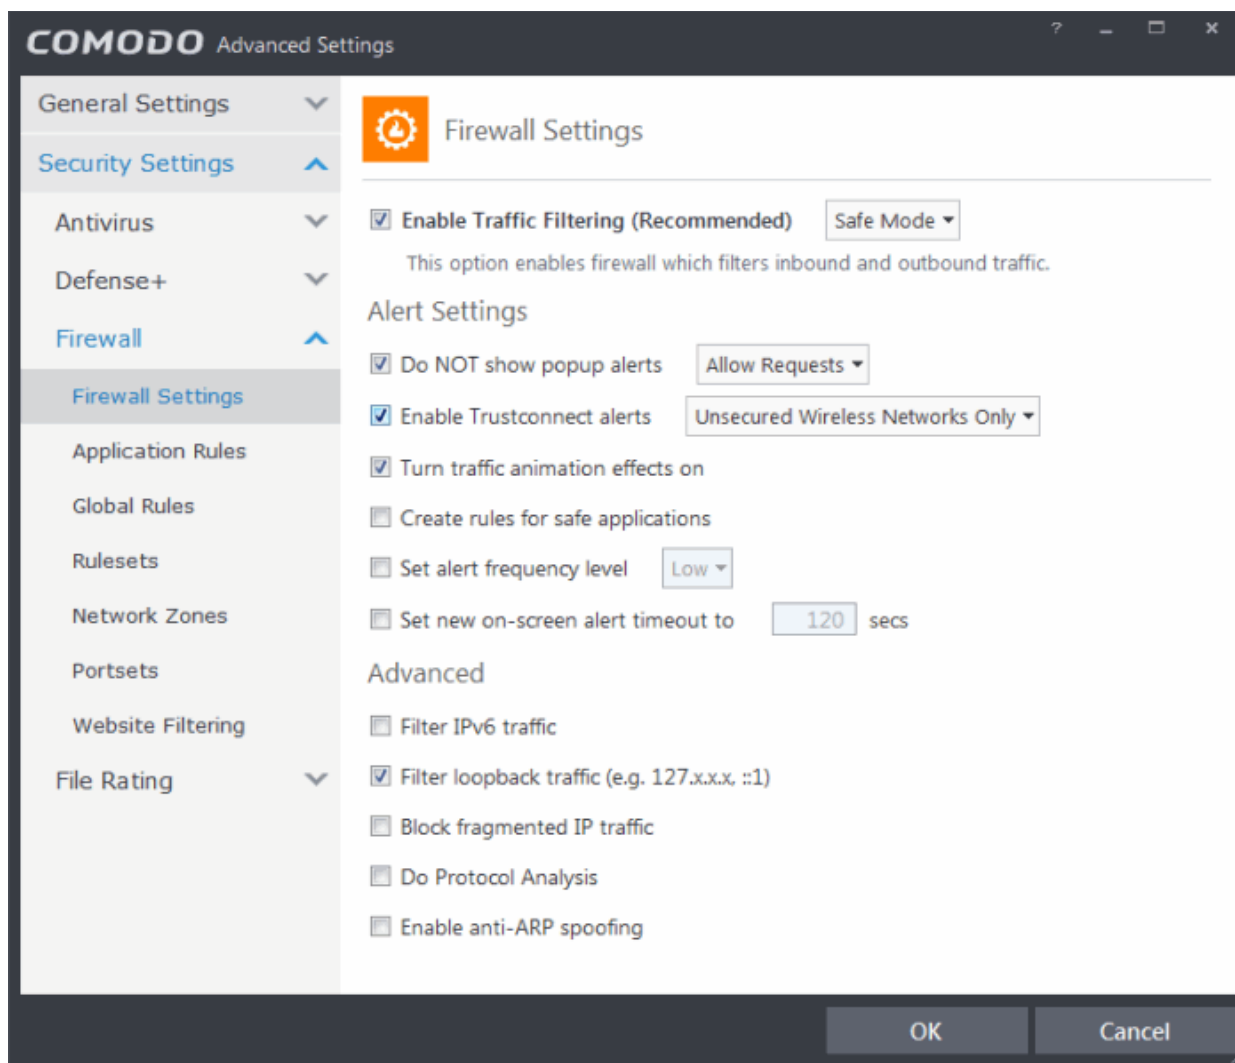 COMODO Advanced Settings
?
General Settings
Security Settings
Antivirus
Defense+
Firewall
Firewall Settings
Application Rules
Global Rules
Rulesets
Network Zones
Portsets
Website Filtering
File Rating
Firewall Settings
Enable Traffic Filtering (Recommended) Safe Mode
This option enables firewall which filters inbound and outbound traffic.
Alert Settings
Do NOT show popup alerts Allow Requests
Enable Trustconnect alerts Unsecured Wireless Networks Only
Turn traffic animation effects on
Create rules for safe applications
Set alert frequency level Low
Set new on-screen alert timeout to 120 secs
Advanced
Filter IPv6 traffic
Filter loopback traffic (e.g. 127.x.x.x, ::1)
Block fragmented IP traffic
Do Protocol Analysis
Enable anti-ARP spoofing
OK Cancel